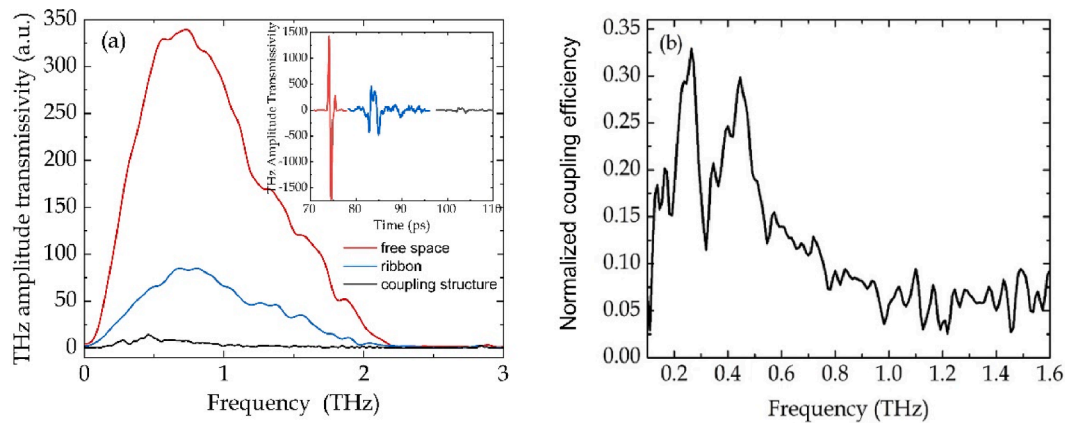 (a)
THz amplitude transmissivity (a.u.)
350
300
250
200
150
100
50
0
0 1 2 3
Frequency (THz)
THz Amplitude Transmissivity
1500
1000
500
0
-500
-1000
-1500
70 80 90 100 110
Time (ps)
free space
ribbon
coupling structure
(b)
Normalized coupling efficiency
0.35
0.30
0.25
0.20
0.15
0.10
0.05
0.00
0.2 0.4 0.6 0.8 1.0 1.2 1.4 1.6
Frequency (THz)